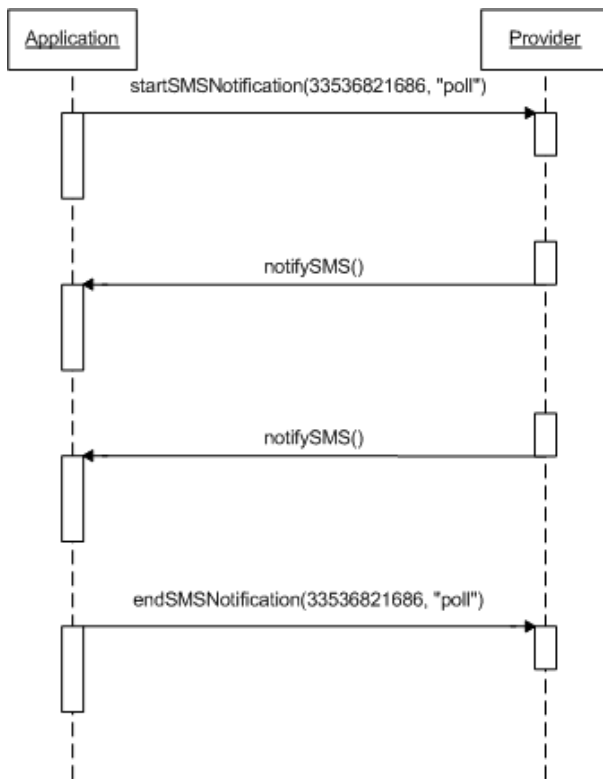 Application
Provider
startSMSNotification(33536821686, "poll")
notifySMS()
notifySMS()
endSMSNotification(33536821686, "poll")